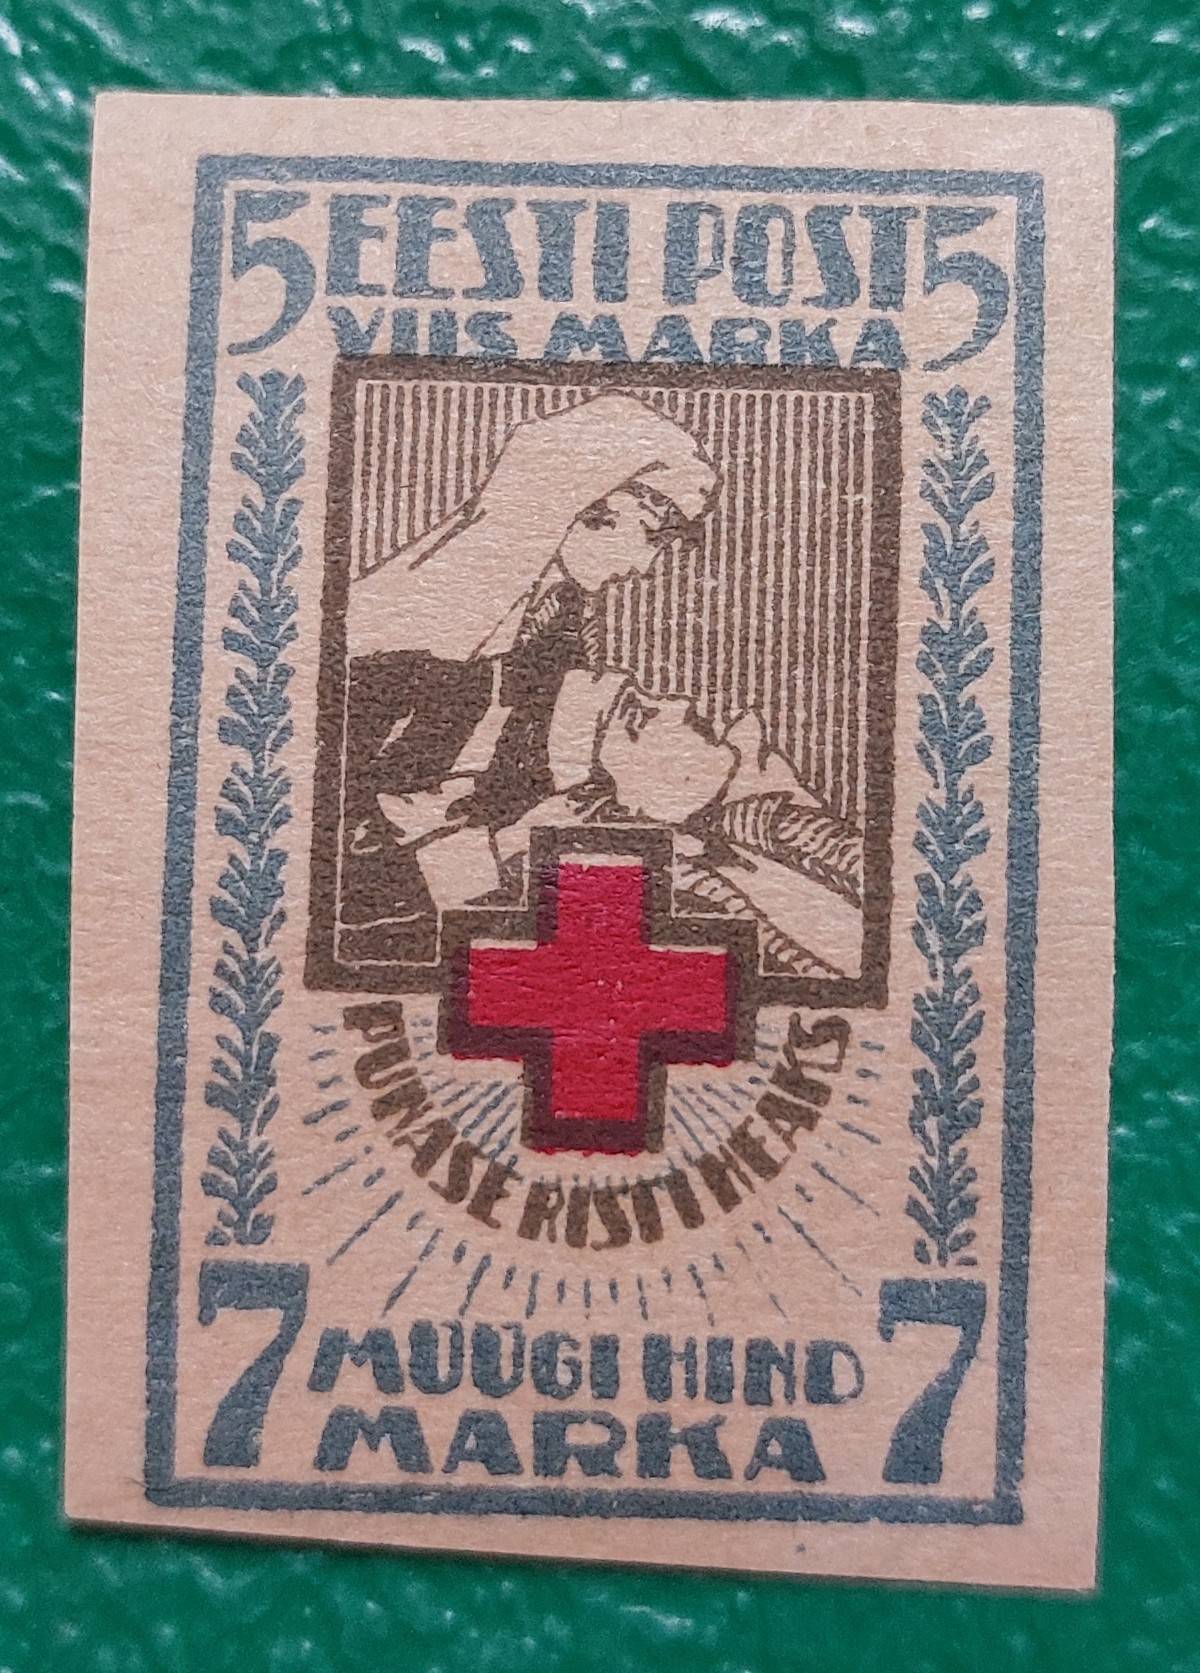 5 EESTI POST 5
VIIS MARKA
PUNASE RISTI HEAKS
7 MÜÜGI HIND 7
MARKA